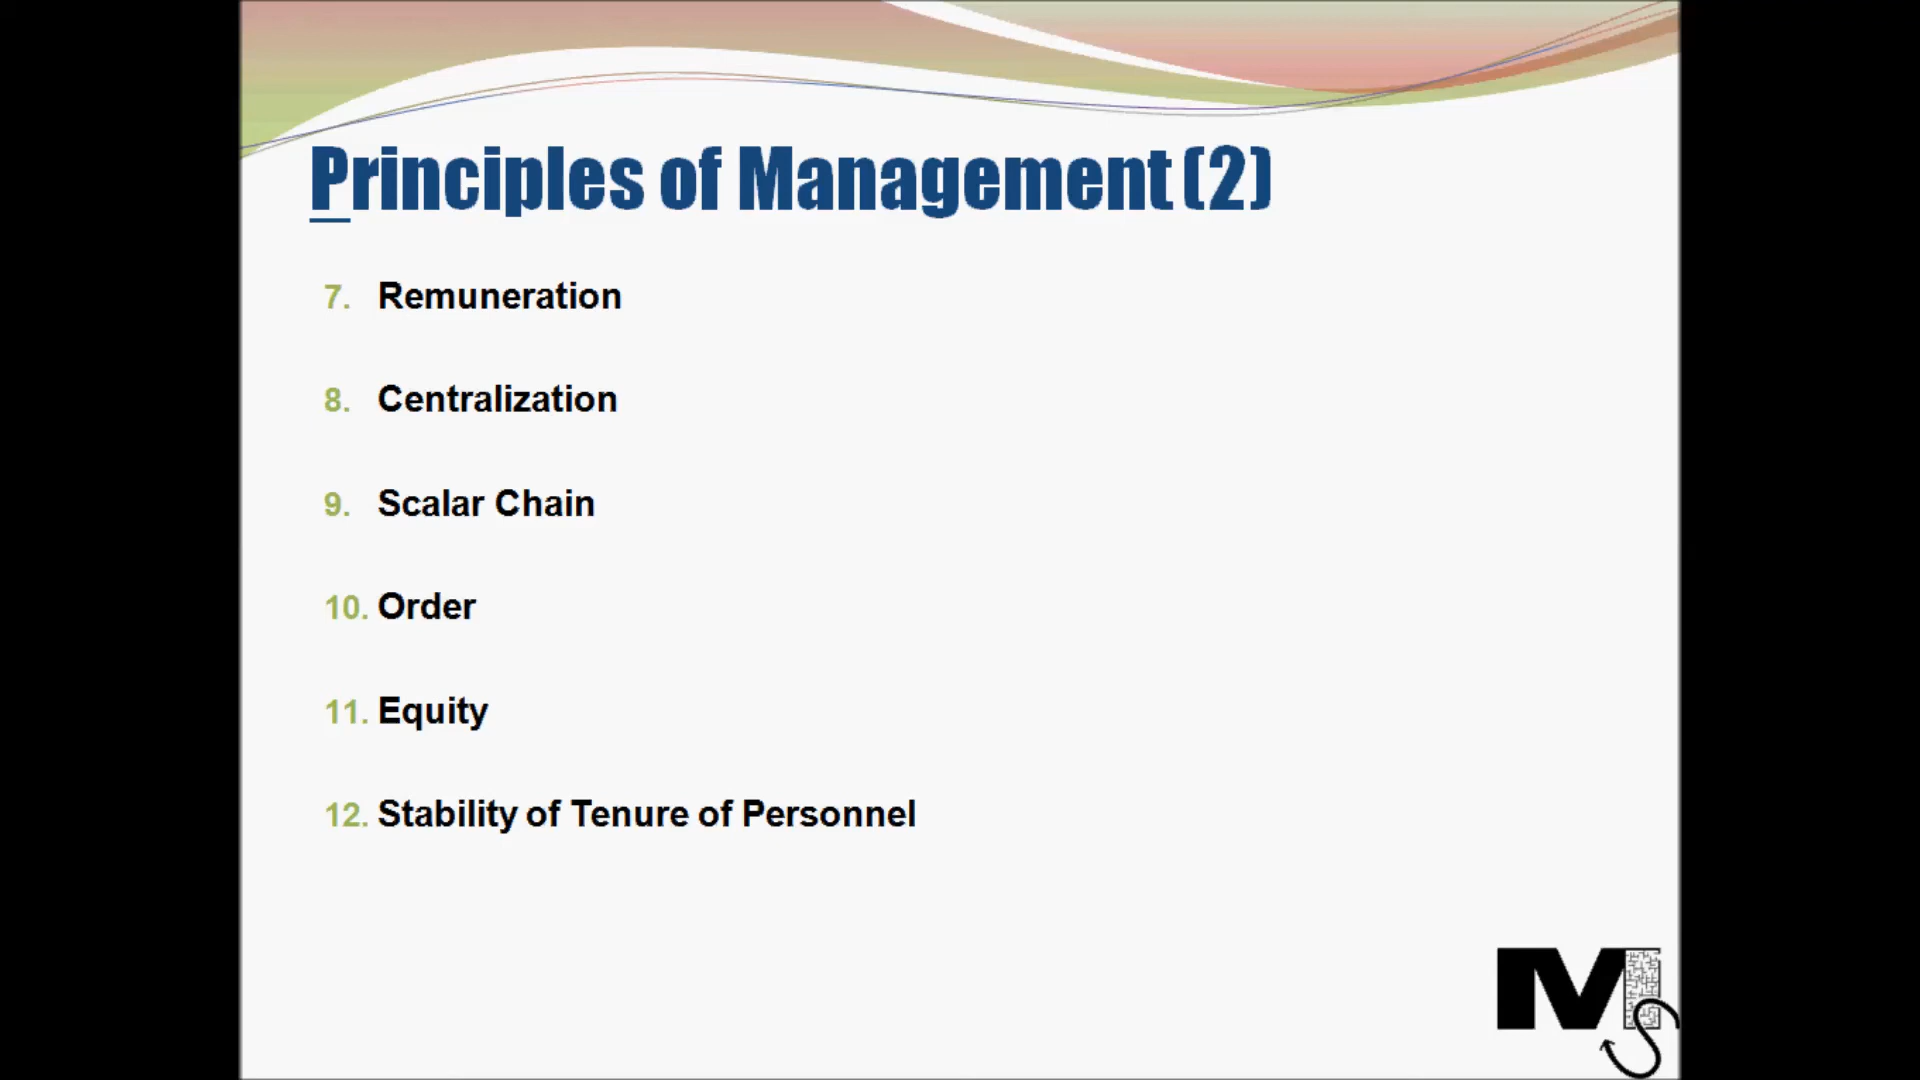 Principles of Management (2)
7. Remuneration
8. Centralization
9. Scalar Chain
10. Order
11. Equity
12. Stability of Tenure of Personnel
MS